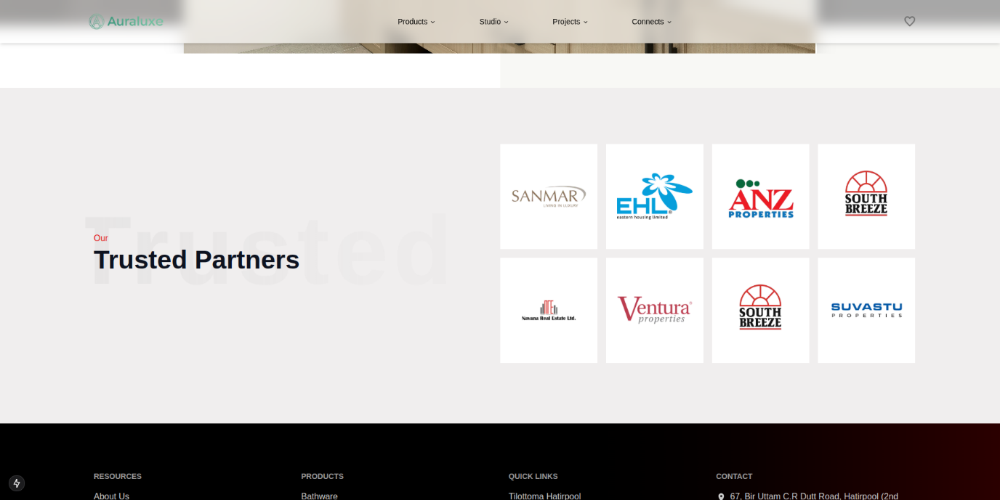 Auraluxe
Products
Studio
Projects
Connects
Trusted
Our
Trusted Partners
SANMAR
LIVING IN LUXURY
EHL®
eastern housing limited
ANZ
PROPERTIES
SOUTH
BREEZE
Navana Real Estate Ltd.
Ventura®
properties
SOUTH
BREEZE
SUVASTU
PROPERTIES
RESOURCES
PRODUCTS
QUICK LINKS
CONTACT
About Us
Bathware
Tilottoma Hatirpool
67, Bir Uttam C.R Dutt Road, Hatirpool (2nd